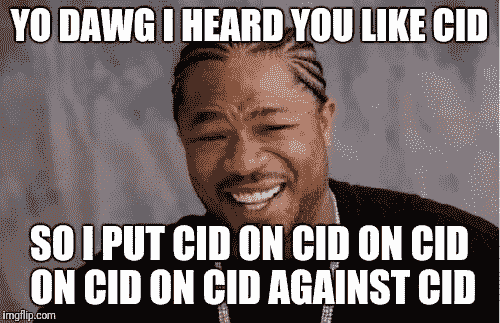 YO DAWG I HEARD YOU LIKE CID
SO I PUT CID ON CID ON CID
ON CID ON CID AGAINST CID
imgflip.com